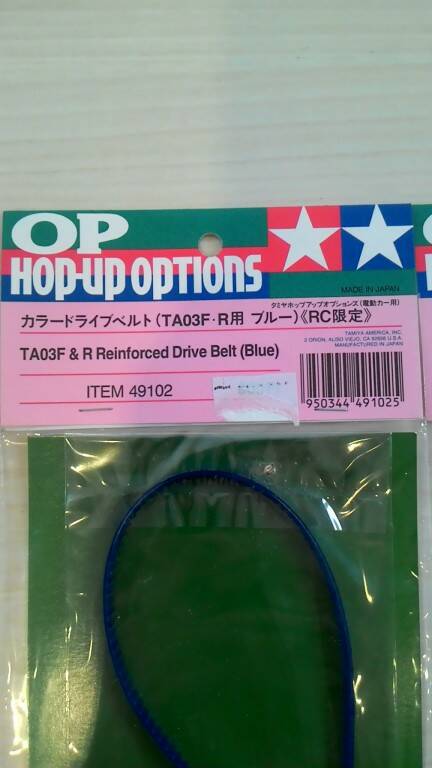 OP
HOP-UP OPTIONS
MADE IN JAPAN
タミヤホップアップオプションズ(電動カー用)
カラードライブベルト(TA03F・R用 ブルー)《RC限定》
TA03F & R Reinforced Drive Belt (Blue)
TAMIYA AMERICA, INC.
2 ORION, ALISO VIEJO, CA 92656 U.S.A.
MANUFACTURED IN JAPAN
ITEM 49102
950344 491025